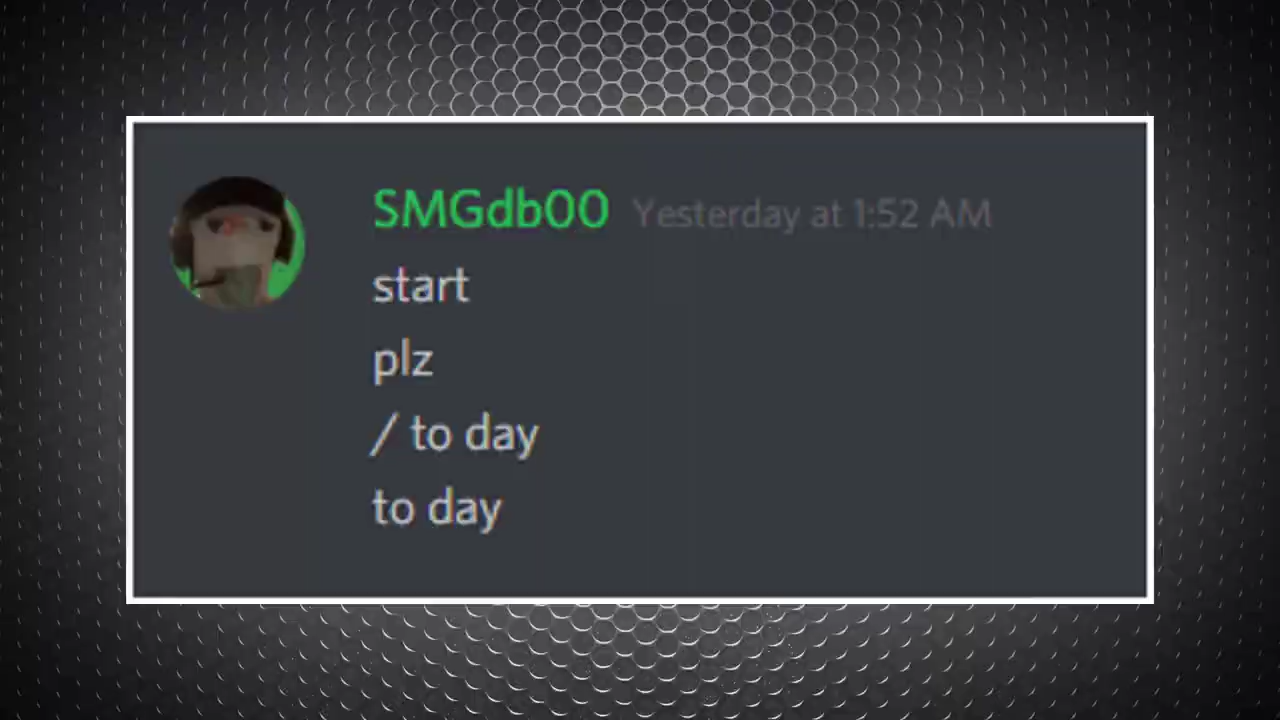 SMGdb00 Yesterday at 1:52 AM
start
plz
/ to day
to day